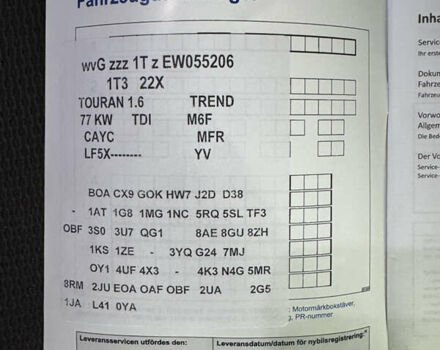 wvG zzz 1T z EW055206
1T3 22X
TOURAN 1.6 TREND
77 KW TDI M6F
CAYC MFR
LF5X-------- YV
BOA CX9 GOK HW7 J2D D38
- 1AT 1G8 1MG 1NC 5RQ 5SL TF3
OBF 3S0 3U7 QG1 8AE 8GU 8ZH
1KS 1ZE - 3YQ G24 7MJ
OY1 4UF 4X3 - 4K3 N4G 5MR
8RM 2JU EOA OAF OBF 2UA 2G5
1JA L41 0YA
Motormärkbokstäver,
PR-nummer
Leveransservicen utfördes den:
Leveransdatum/datum för nybilsregistrering:*
Inha
Service
Ihr erste
Dokum
Fahrze
Fahrzeu
Vorwo
Allgem
Die Bed
Der Vo
Service-
Service-